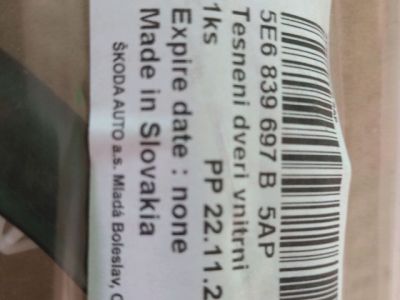 5E6 839 697 B 5AP
Tesneni dveri vnitrni
1ks PP 22.11.2
Expire date : none
Made in Slovakia
ŠKODA AUTO a.s. Mladá Boleslav, C